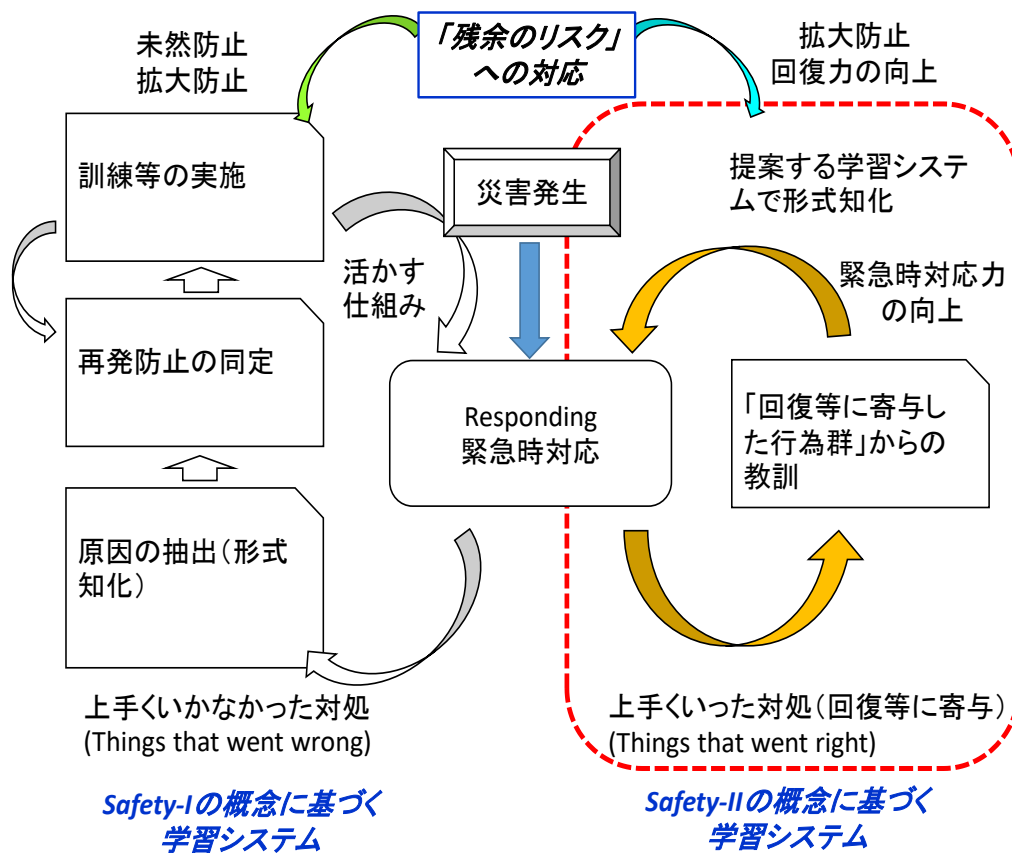 「残余のリスク」
への対応
未然防止
拡大防止
拡大防止
回復力の向上
訓練等の実施
災害発生
提案する学習システ
ムで形式知化
活かす
仕組み
緊急時対応力
の向上
再発防止の同定
Responding
緊急時対応
「回復等に寄与し
た行為群」からの
教訓
原因の抽出（形式
知化）
上手くいかなかった対処
(Things that went wrong)
上手くいった対処（回復等に寄与）
(Things that went right)
Safety-Iの概念に基づく
学習システム
Safety-IIの概念に基づく
学習システム